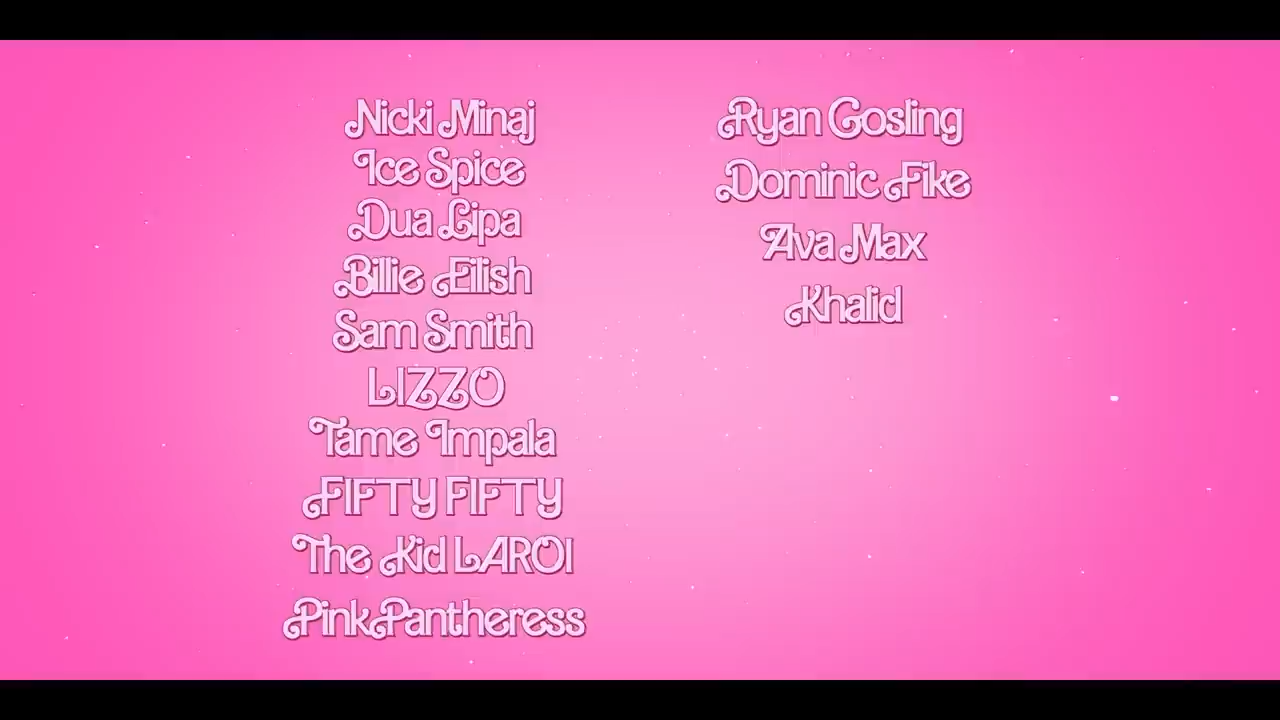 Nicki Minaj
Ice Spice
Dua Lipa
Billie Eilish
Sam Smith
LIZZO
Tame Impala
FIFTY FIFTY
The Kid LAROI
PinkPantheress
Ryan Gosling
Dominic Fike
Ava Max
Khalid